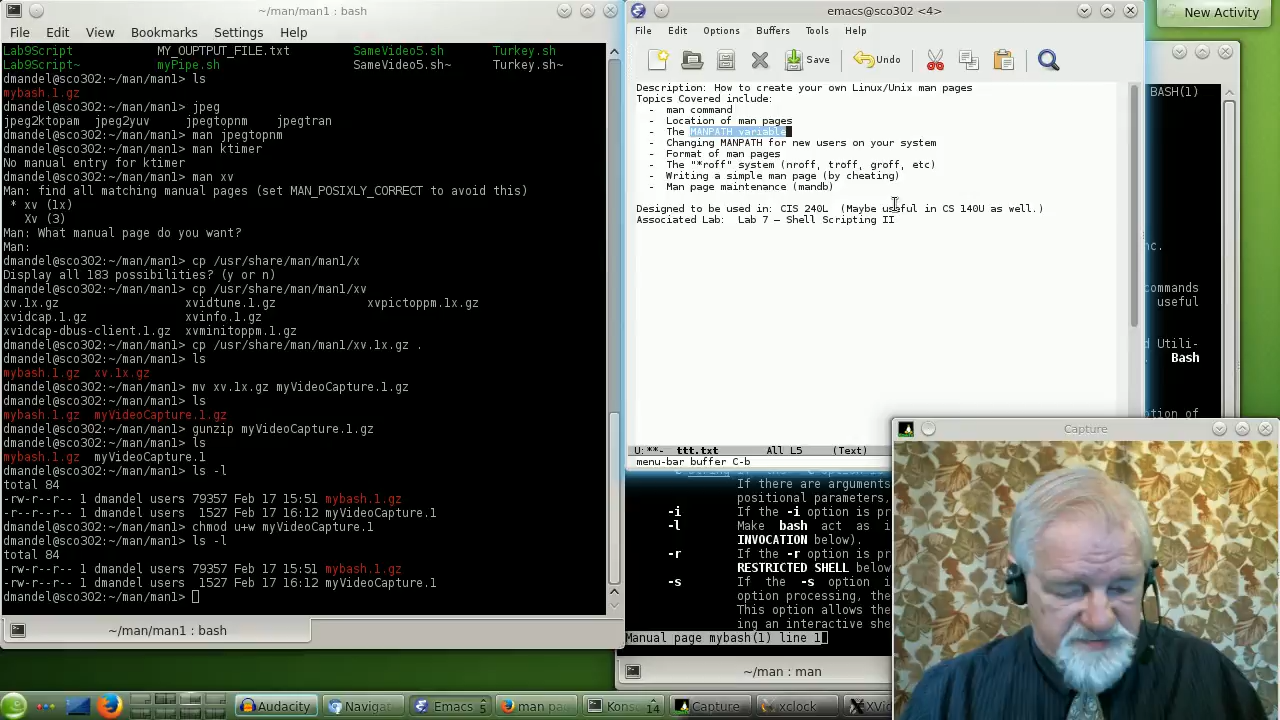 ~/man/man1 : bash
File Edit View Bookmarks Settings Help
Lab9Script MY_OUPTPUT_FILE.txt SameVideo5.sh Turkey.sh
Lab9Script~ myPipe.sh SameVideo5.sh~ Turkey.sh~
dmandel@sco302:~/man/man1> ls
mybash.1.gz
dmandel@sco302:~/man/man1> jpeg
jpeg2ktopam jpeg2yuv jpegtopnm jpegtran
dmandel@sco302:~/man/man1> man jpegtopnm
dmandel@sco302:~/man/man1> man ktimer
No manual entry for ktimer
dmandel@sco302:~/man/man1> man xv
Man: find all matching manual pages (set MAN_POSIXLY_CORRECT to avoid this)
* xv (1x)
Xv (3)
Man: What manual page do you want?
Man:
dmandel@sco302:~/man/man1> cp /usr/share/man/man1/x
Display all 183 possibilities? (y or n)
dmandel@sco302:~/man/man1> cp /usr/share/man/man1/xv
xv.1x.gz xvidtune.1.gz xvpictoppm.1x.gz
xvidcap.1.gz xvinfo.1.gz
xvidcap-dbus-client.1.gz xvminitoppm.1.gz
dmandel@sco302:~/man/man1> cp /usr/share/man/man1/xv.1x.gz .
dmandel@sco302:~/man/man1> ls
mybash.1.gz xv.1x.gz
dmandel@sco302:~/man/man1> mv xv.1x.gz myVideoCapture.1.gz
dmandel@sco302:~/man/man1> ls
mybash.1.gz myVideoCapture.1.gz
dmandel@sco302:~/man/man1> gunzip myVideoCapture.1.gz
dmandel@sco302:~/man/man1> ls
mybash.1.gz myVideoCapture.1
dmandel@sco302:~/man/man1> ls -l
total 84
-rw-r--r-- 1 dmandel users 79357 Feb 17 15:51 mybash.1.gz
-rw-r--r-- 1 dmandel users 1527 Feb 17 16:12 myVideoCapture.1
dmandel@sco302:~/man/man1> chmod u+w myVideoCapture.1
dmandel@sco302:~/man/man1> ls -l
total 84
-rw-r--r-- 1 dmandel users 79357 Feb 17 15:51 mybash.1.gz
-rw-r--r-- 1 dmandel users 1527 Feb 17 16:12 myVideoCapture.1
dmandel@sco302:~/man/man1>
~/man/man1 : bash
emacs@sco302 <4>
File Edit Options Buffers Tools Help
Save Undo
Description: How to create your own Linux/Unix man pages
Topics Covered include:
- man command
- Location of man pages
- The MANPATH variable
- Changing MANPATH for new users on your system
- Format of man pages
- The "*roff" system (nroff, troff, groff, etc)
- Writing a simple man page (by cheating)
- Man page maintenance (mandb)
Designed to be used in: CIS 240L (Maybe useful in CS 140U as well.)
Associated Lab: Lab 7 – Shell Scripting II
U:**- ttt.txt All L5 (Text)
menu-bar buffer C-b
New Activity
BASH(1)
nc.
commands
useful
d Utili-
Bash
tion of
If there are arguments
positional parameters,
-i If the -i option is pr
-l Make bash act as i
INVOCATION below).
-r If the -r option is pr
RESTRICTED SHELL below
-s If the -s option i
option processing, the
This option allows the
ing an interactive she
Manual page mybash(1) line 1
~/man : man
Capture
Audacity Navigat Emacs 5 man pa Kons 14 Capture xclock XVi